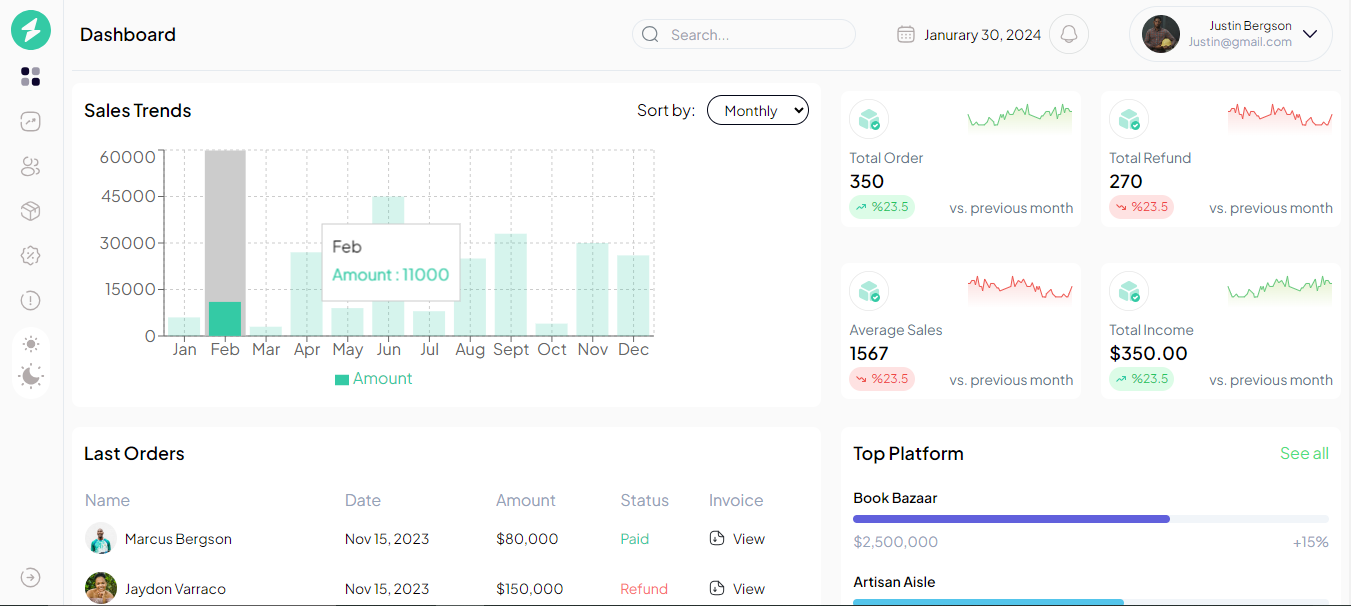 Dashboard
Search...
Janurary 30, 2024
Justin Bergson
Justin@gmail.com
Sales Trends
Sort by:
Monthly
60000
45000
30000
15000
0
Feb
Amount : 11000
Jan Feb Mar Apr May Jun Jul Aug Sept Oct Nov Dec
Amount
Total Order
350
%23.5
vs. previous month
Total Refund
270
%23.5
vs. previous month
Average Sales
1567
%23.5
vs. previous month
Total Income
$350.00
%23.5
vs. previous month
Last Orders
Name Date Amount Status Invoice
Marcus Bergson Nov 15, 2023 $80,000 Paid View
Jaydon Varraco Nov 15, 2023 $150,000 Refund View
Top Platform
See all
Book Bazaar
$2,500,000
+15%
Artisan Aisle